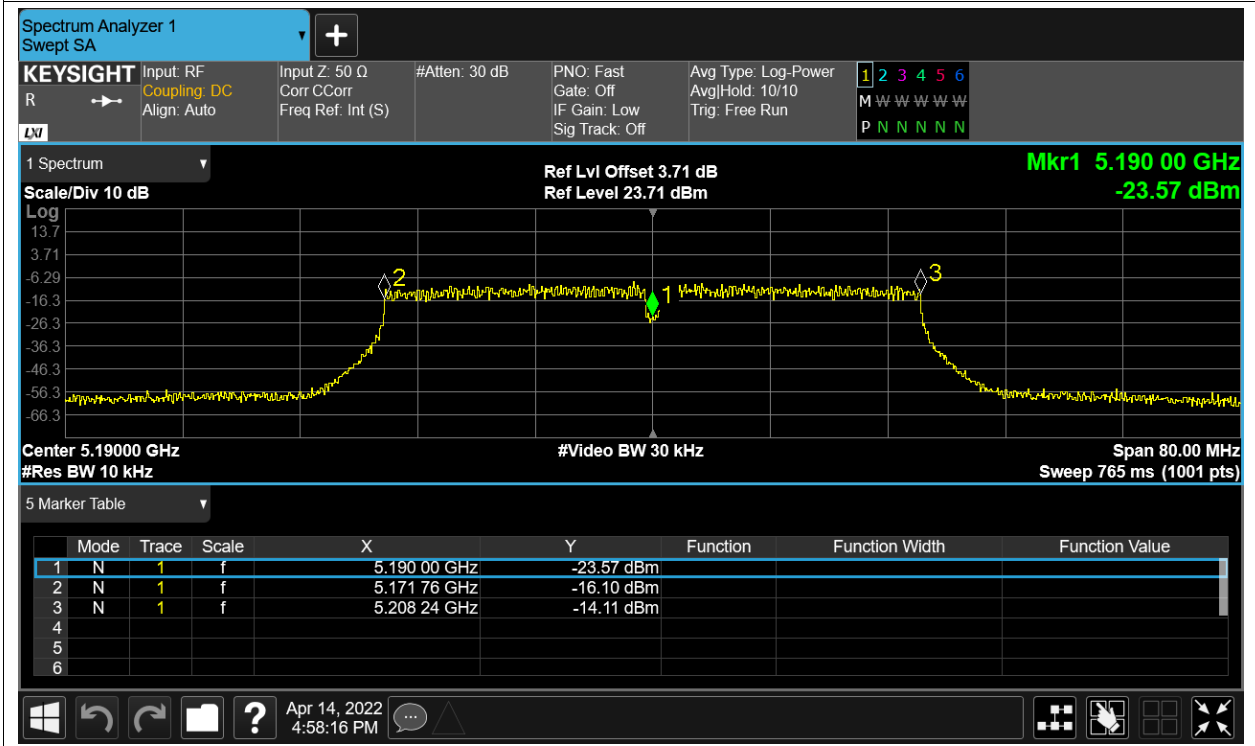 Spectrum Analyzer 1
Swept SA
KEYSIGHT Input: RF Input Z: 50 Ω #Atten: 30 dB PNO: Fast Avg Type: Log-Power 1 2 3 4 5 6
R Coupling: DC Corr CCorr Gate: Off Avg|Hold: 10/10 M W W W W W
Align: Auto Freq Ref: Int (S) IF Gain: Low Trig: Free Run
LXI Sig Track: Off P N N N N N
1 Spectrum Ref Lvl Offset 3.71 dB Mkr1 5.190 00 GHz
Scale/Div 10 dB Ref Level 23.71 dBm -23.57 dBm
Log
13.7
3.71
-6.29
-16.3
-26.3
-36.3
-46.3
-56.3
-66.3
2
1
3
Center 5.19000 GHz #Video BW 30 kHz Span 80.00 MHz
#Res BW 10 kHz Sweep 765 ms (1001 pts)
5 Marker Table
Mode Trace Scale X Y Function Function Width Function Value
1 N 1 f 5.190 00 GHz -23.57 dBm
2 N 1 f 5.171 76 GHz -16.10 dBm
3 N 1 f 5.208 24 GHz -14.11 dBm
4
5
6
? Apr 14, 2022
4:58:16 PM